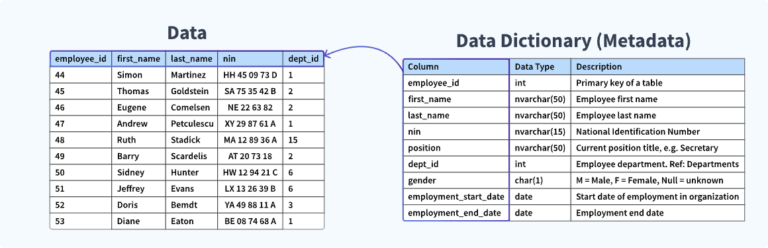 Data
employee_id first_name last_name nin dept_id
44 Simon Martinez HH 45 09 73 D 1
45 Thomas Goldstein SA 75 35 42 B 2
46 Eugene Comelsen NE 22 63 82 2
47 Andrew Petculescu XY 29 87 61 A 1
48 Ruth Stadick MA 12 89 36 A 15
49 Barry Scardelis AT 20 73 18 2
50 Sidney Hunter HW 12 94 21 C 6
51 Jeffrey Evans LX 13 26 39 B 6
52 Doris Bemdt YA 49 88 11 A 3
53 Diane Eaton BE 08 74 68 A 1
Data Dictionary (Metadata)
Column Data Type Description
employee_id int Primary key of a table
first_name nvarchar(50) Employee first name
last_name nvarchar(50) Employee last name
nin nvarchar(15) National Identification Number
position nvarchar(50) Current position title, e.g. Secretary
dept_id int Employee department. Ref: Departments
gender char(1) M = Male, F = Female, Null = unknown
employment_start_date date Start date of employment in organization
employment_end_date date Employment end date